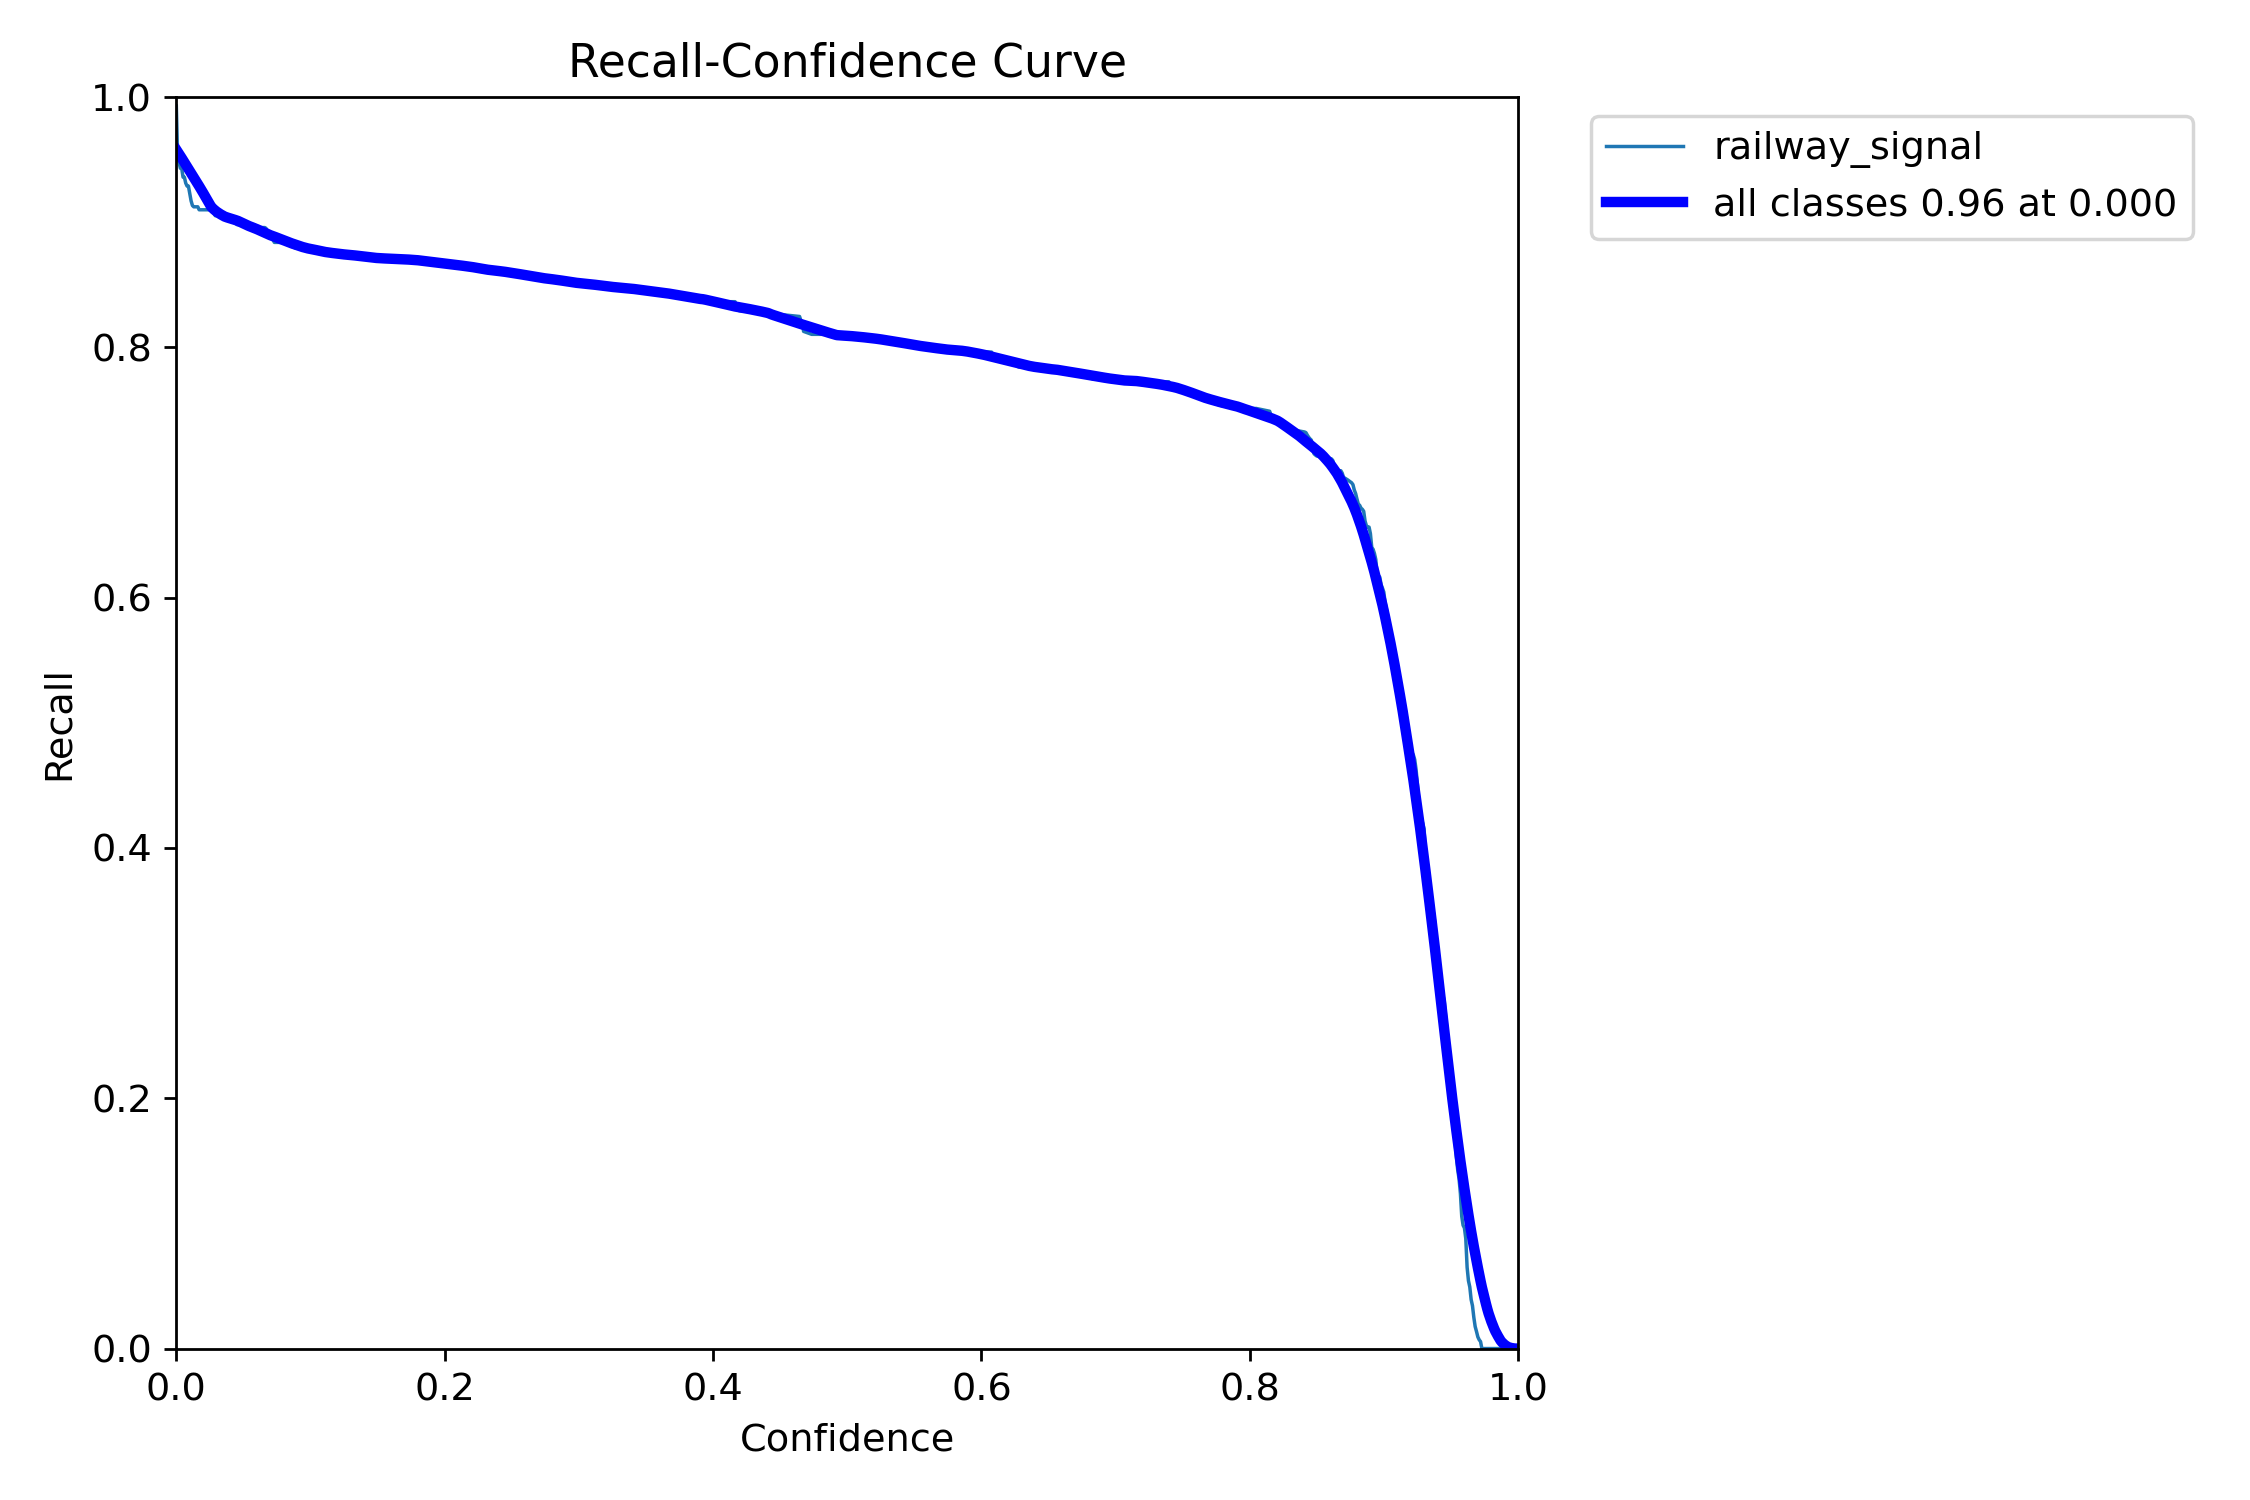 Recall-Confidence Curve
railway_signal
all classes 0.96 at 0.000
1.0
0.8
0.6
0.4
0.2
0.0
Recall
0.0 0.2 0.4 0.6 0.8 1.0
Confidence